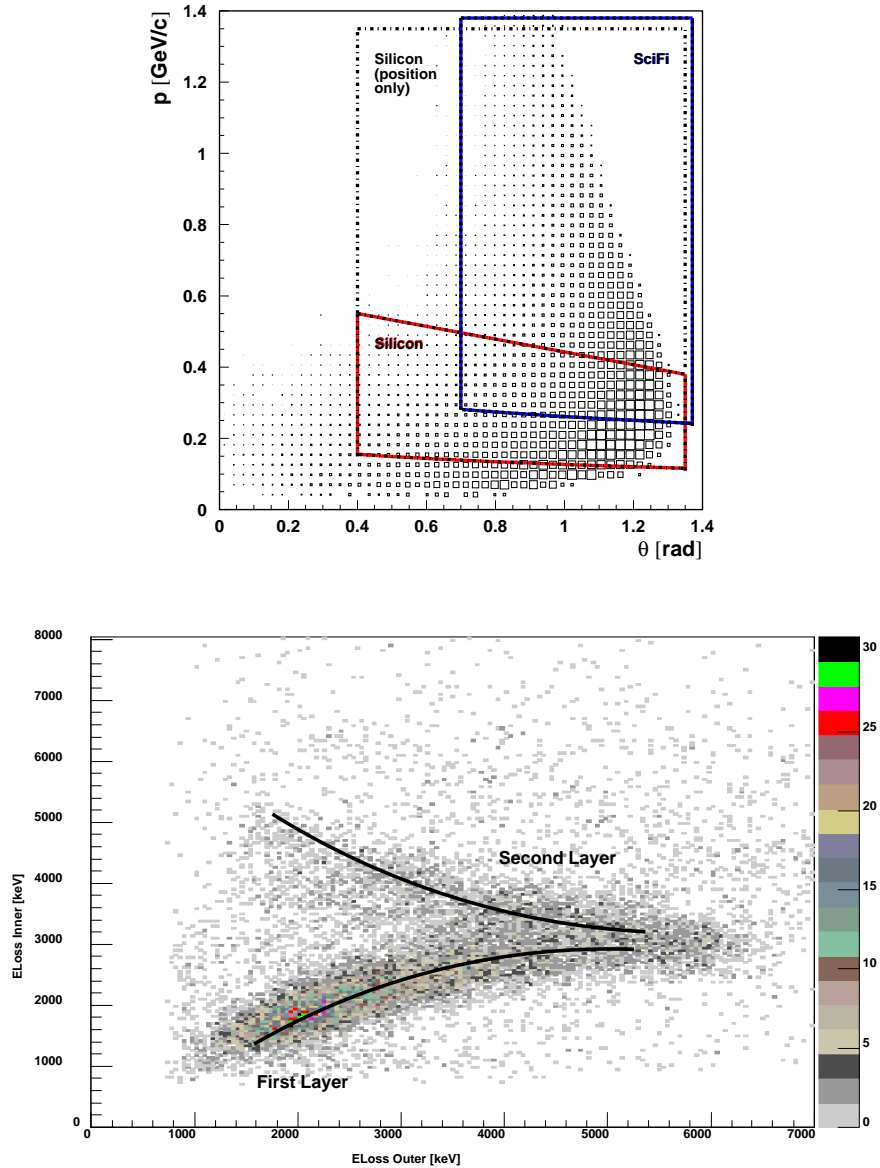 p [GeV/c]
1.4
1.2
1
0.8
0.6
0.4
0.2
0
Silicon
(position
only)
SciFi
Silicon
0 0.2 0.4 0.6 0.8 1 1.2 1.4
θ [rad]
ELoss Inner [keV]
8000
7000
6000
5000
4000
3000
2000
1000
0
Second Layer
First Layer
0 1000 2000 3000 4000 5000 6000 7000
ELoss Outer [keV]
30
25
20
15
10
5
0